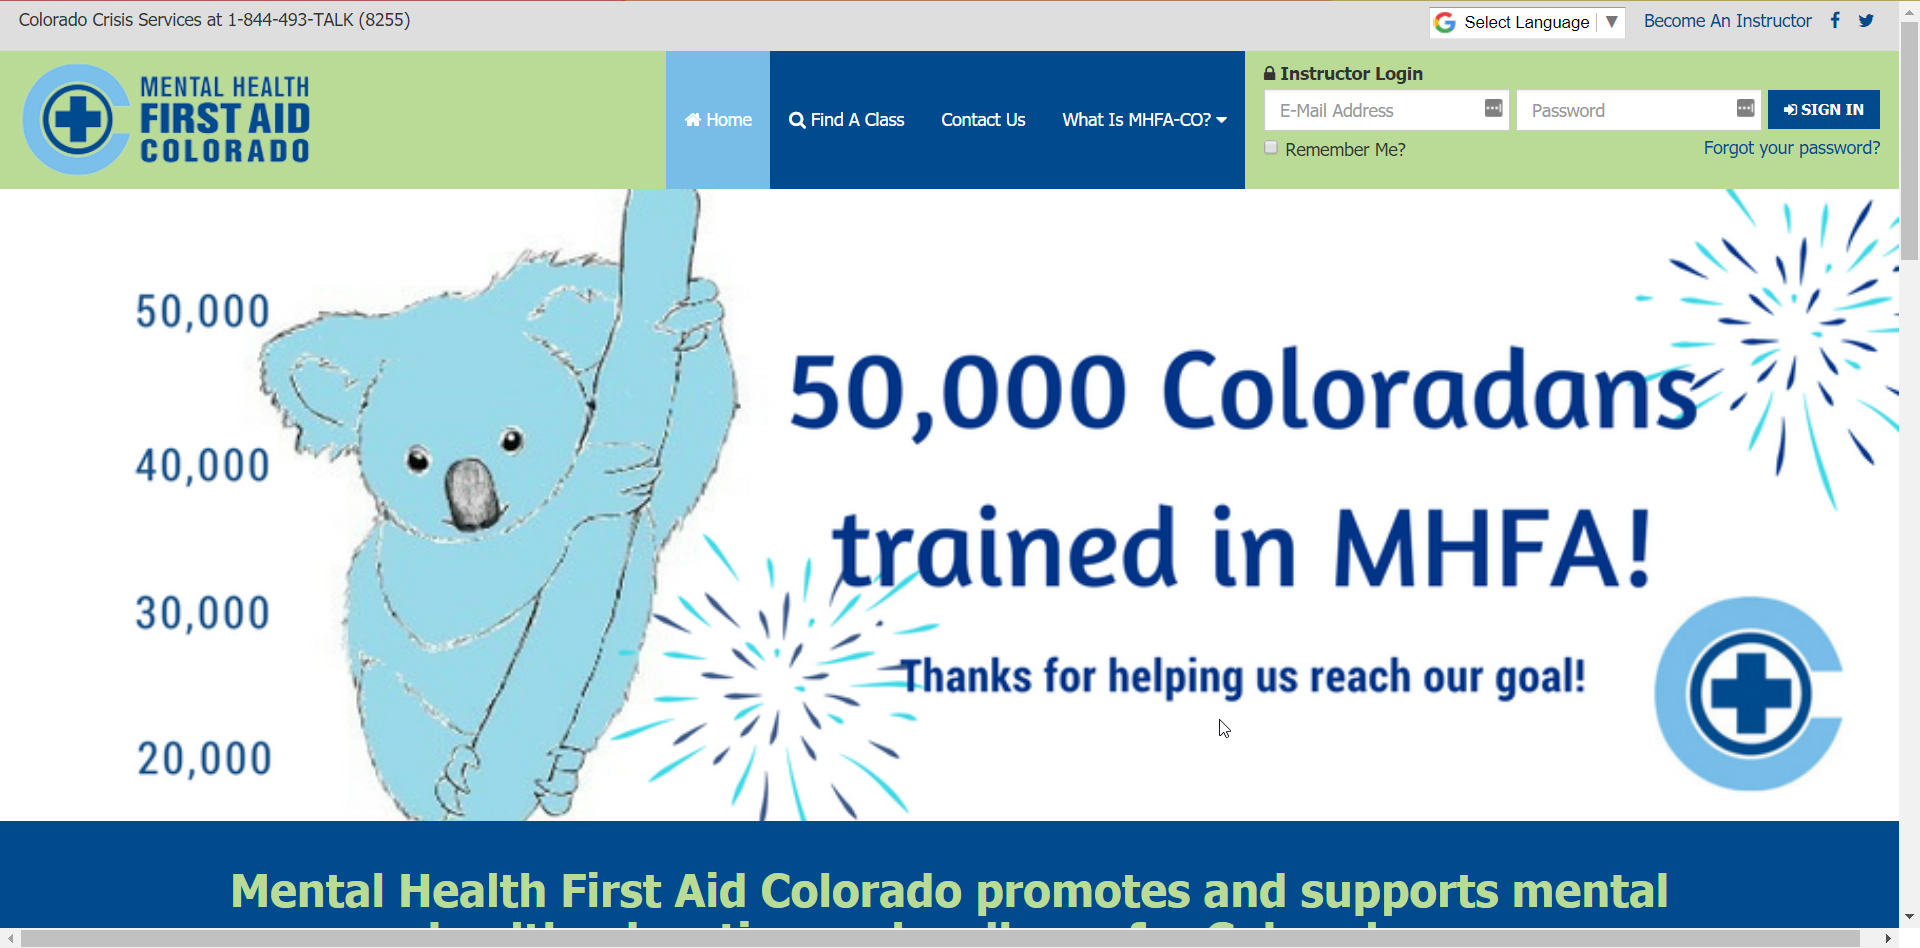 Colorado Crisis Services at 1-844-493-TALK (8255)
Select Language ▼
Become An Instructor
MENTAL HEALTH
FIRST AID
COLORADO
Home
Find A Class
Contact Us
What Is MHFA-CO?
Instructor Login
E-Mail Address
Password
SIGN IN
Remember Me?
Forgot your password?
50,000
40,000
30,000
20,000
50,000 Coloradans
trained in MHFA!
Thanks for helping us reach our goal!
Mental Health First Aid Colorado promotes and supports mental